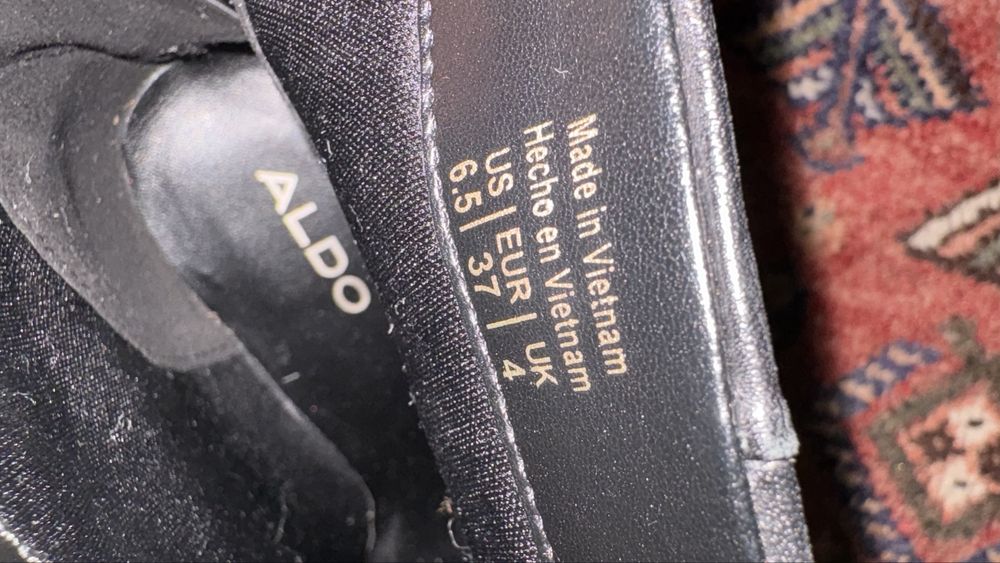 ALDO
Made in Vietnam
Hecho en Vietnam
US | EUR | UK
6.5 | 37 | 4